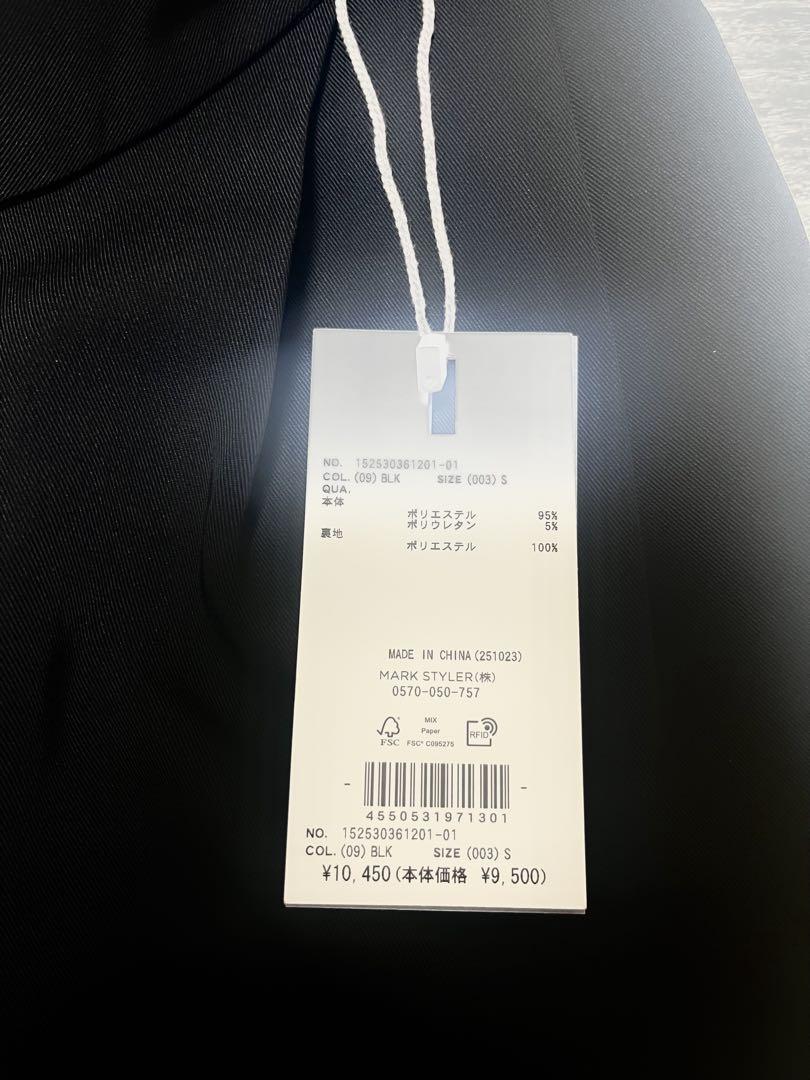 NO. 152530361201-01
COL. (09) BLK SIZE (003) S
QUA.
本体
ポリエステル 95%
ポリウレタン 5%
裏地
ポリエステル 100%
MADE IN CHINA (251023)
MARK STYLER(株)
0570-050-757
FSC
MIX
Paper
FSC® C095275
RFID
4550531971301
NO. 152530361201-01
COL. (09) BLK SIZE (003) S
¥10,450(本体価格 ¥9,500)